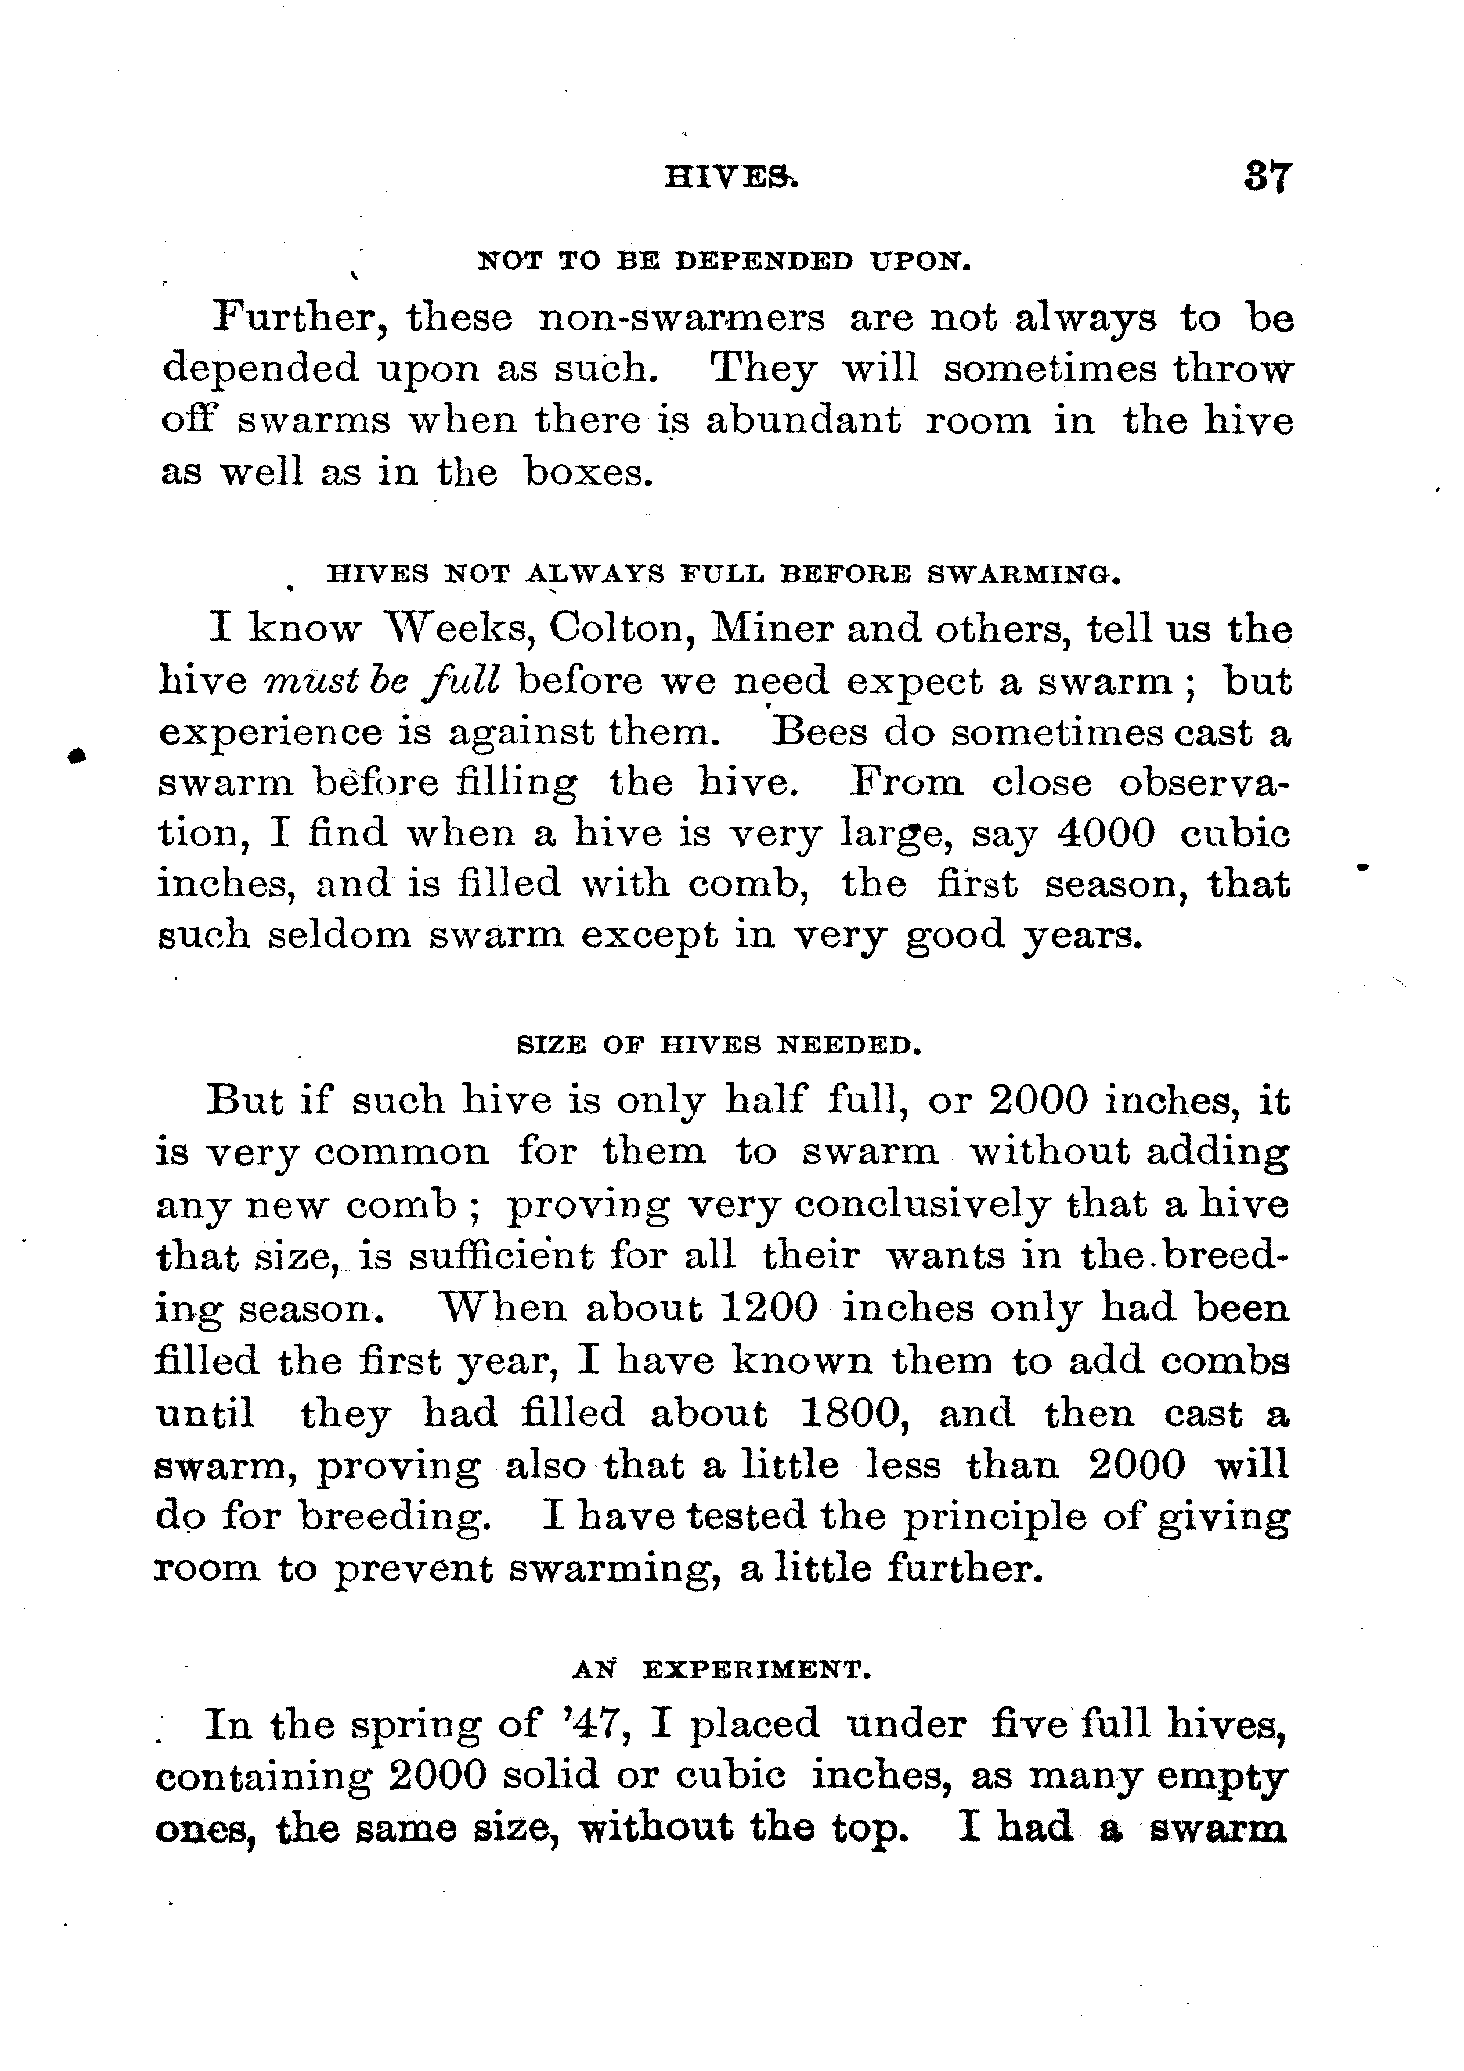 HIVES. 37
NOT TO BE DEPENDED UPON.
Further, these non-swarmers are not always to be
depended upon as such. They will sometimes throw
off swarms when there is abundant room in the hive
as well as in the boxes.
HIVES NOT ALWAYS FULL BEFORE SWARMING.
I know Weeks, Colton, Miner and others, tell us the
hive must be full before we need expect a swarm ; but
experience is against them. Bees do sometimes cast a
swarm before filling the hive. From close observa-
tion, I find when a hive is very large, say 4000 cubic
inches, and is filled with comb, the first season, that
such seldom swarm except in very good years.
SIZE OF HIVES NEEDED.
But if such hive is only half full, or 2000 inches, it
is very common for them to swarm without adding
any new comb ; proving very conclusively that a hive
that size, is sufficient for all their wants in the breed-
ing season. When about 1200 inches only had been
filled the first year, I have known them to add combs
until they had filled about 1800, and then cast a
swarm, proving also that a little less than 2000 will
do for breeding. I have tested the principle of giving
room to prevent swarming, a little further.
AN EXPERIMENT.
In the spring of '47, I placed under five full hives,
containing 2000 solid or cubic inches, as many empty
ones, the same size, without the top. I had a swarm